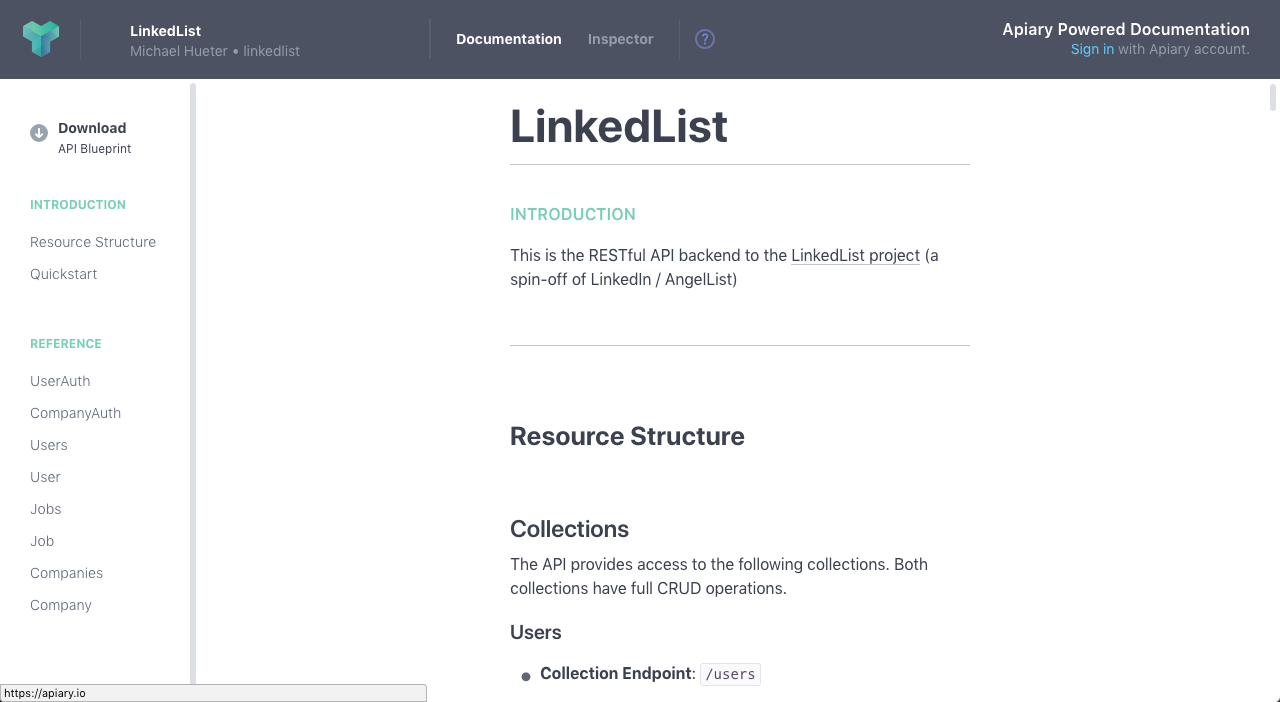 LinkedList
Michael Hueter • linkedlist
Documentation
Inspector
?
Apiary Powered Documentation
Sign in with Apiary account.
Download
API Blueprint
INTRODUCTION
Resource Structure
Quickstart
REFERENCE
UserAuth
CompanyAuth
Users
User
Jobs
Job
Companies
Company
LinkedList
INTRODUCTION
This is the RESTful API backend to the LinkedList project (a
spin-off of LinkedIn / AngelList)
Resource Structure
Collections
The API provides access to the following collections. Both
collections have full CRUD operations.
Users
• Collection Endpoint: /users
https://apiary.io